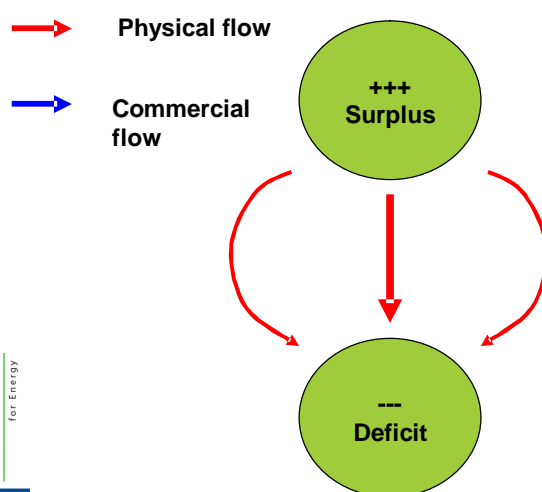 Physical flow
Commercial
flow
+++
Surplus
---
Deficit
for Energy